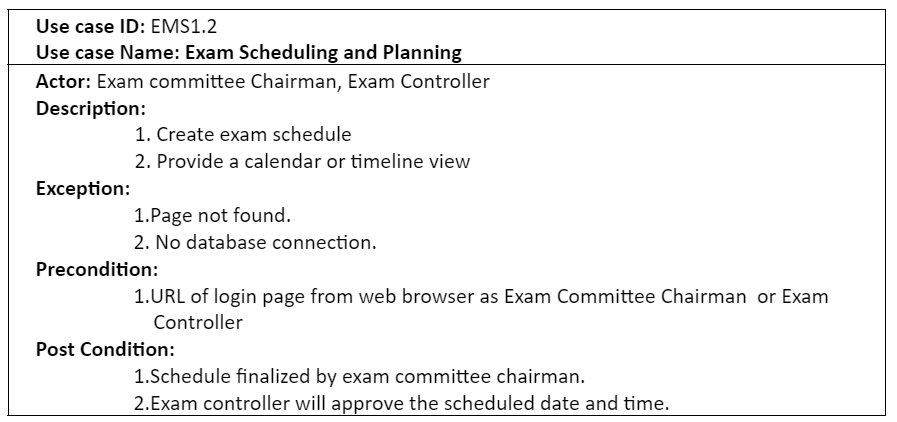 Use case ID: EMS1.2
Use case Name: Exam Scheduling and Planning
Actor: Exam committee Chairman, Exam Controller
Description:
1. Create exam schedule
2. Provide a calendar or timeline view
Exception:
1.Page not found.
2. No database connection.
Precondition:
1.URL of login page from web browser as Exam Committee Chairman  or Exam
Controller
Post Condition:
1.Schedule finalized by exam committee chairman.
2.Exam controller will approve the scheduled date and time.